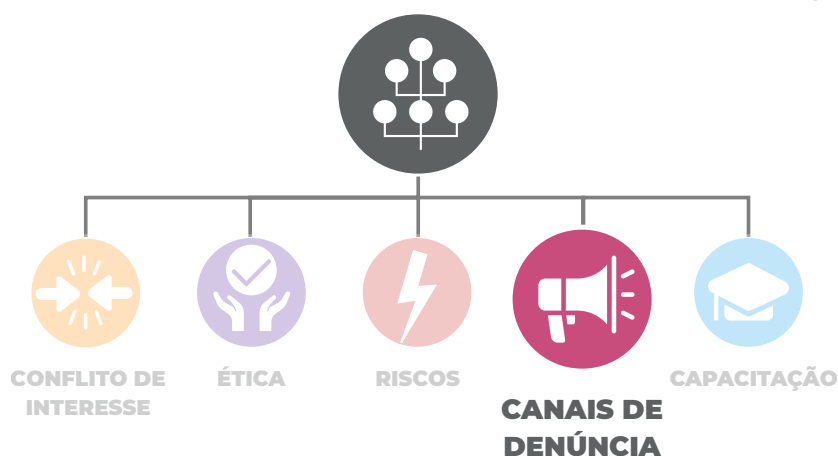 CONFLITO DE
INTERESSE
ÉTICA
RISCOS
CANAIS DE
DENÚNCIA
CAPACITAÇÃO